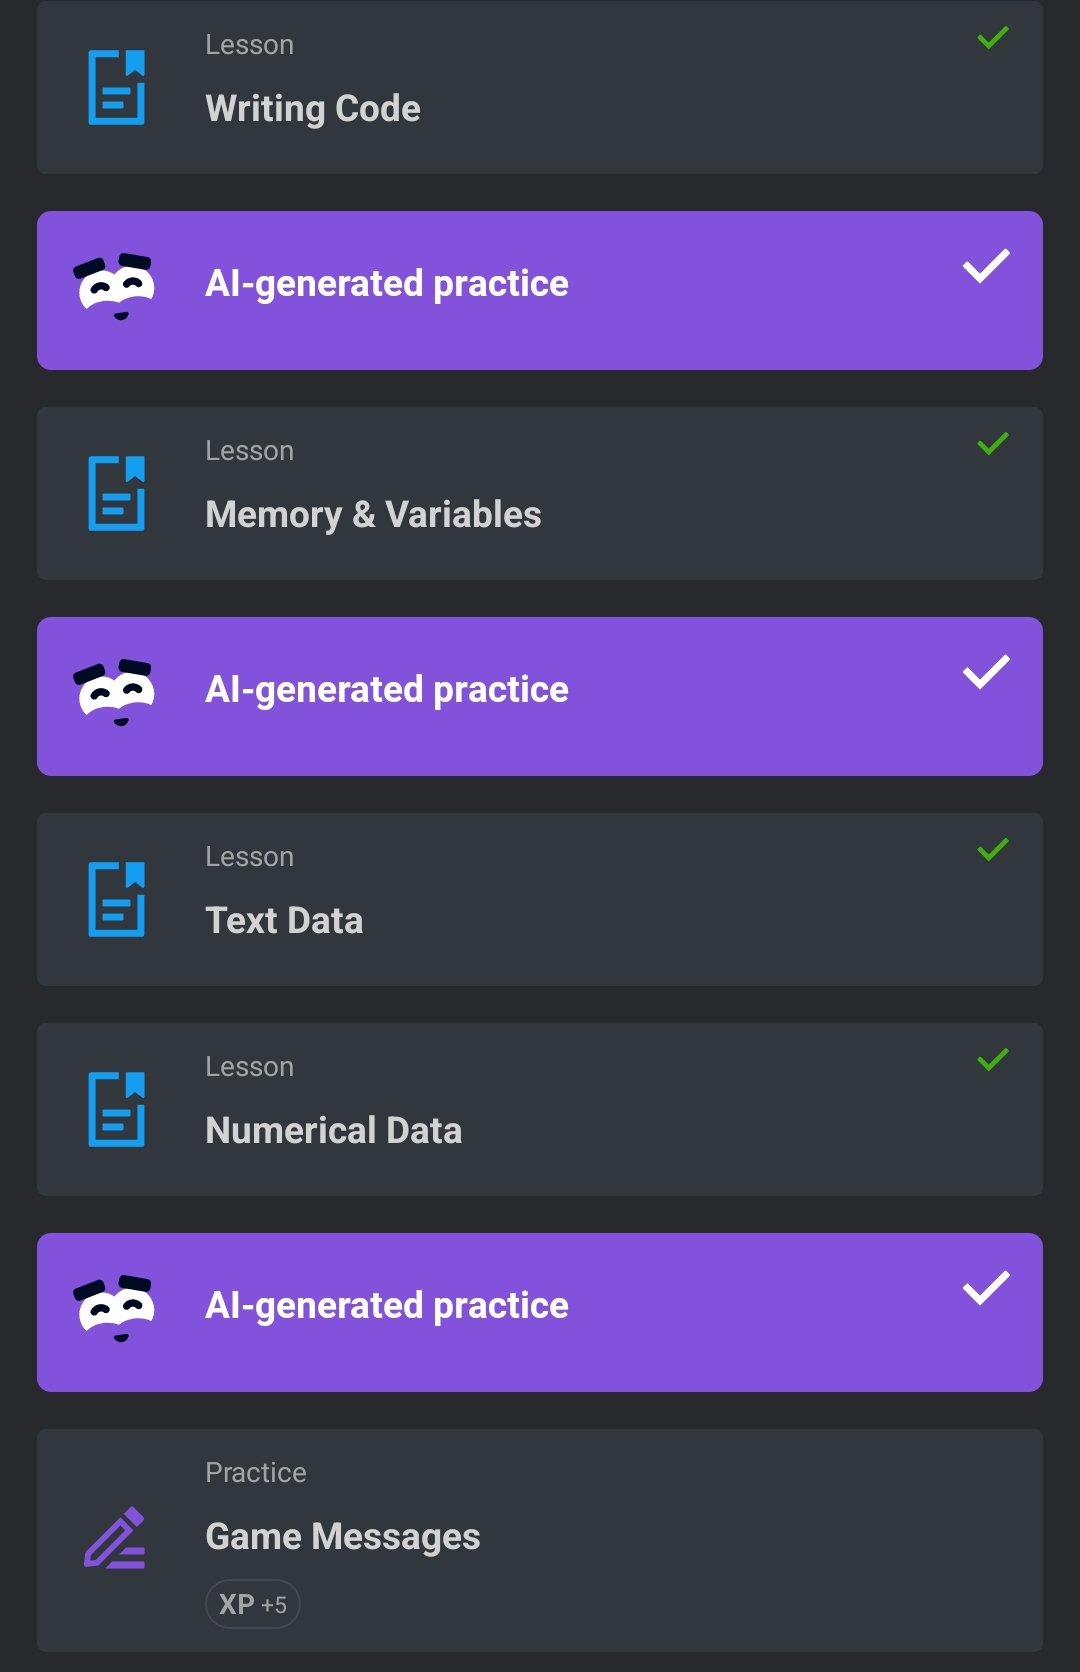 Lesson
Writing Code
AI-generated practice
Lesson
Memory & Variables
AI-generated practice
Lesson
Text Data
Lesson
Numerical Data
AI-generated practice
Practice
Game Messages
XP +5